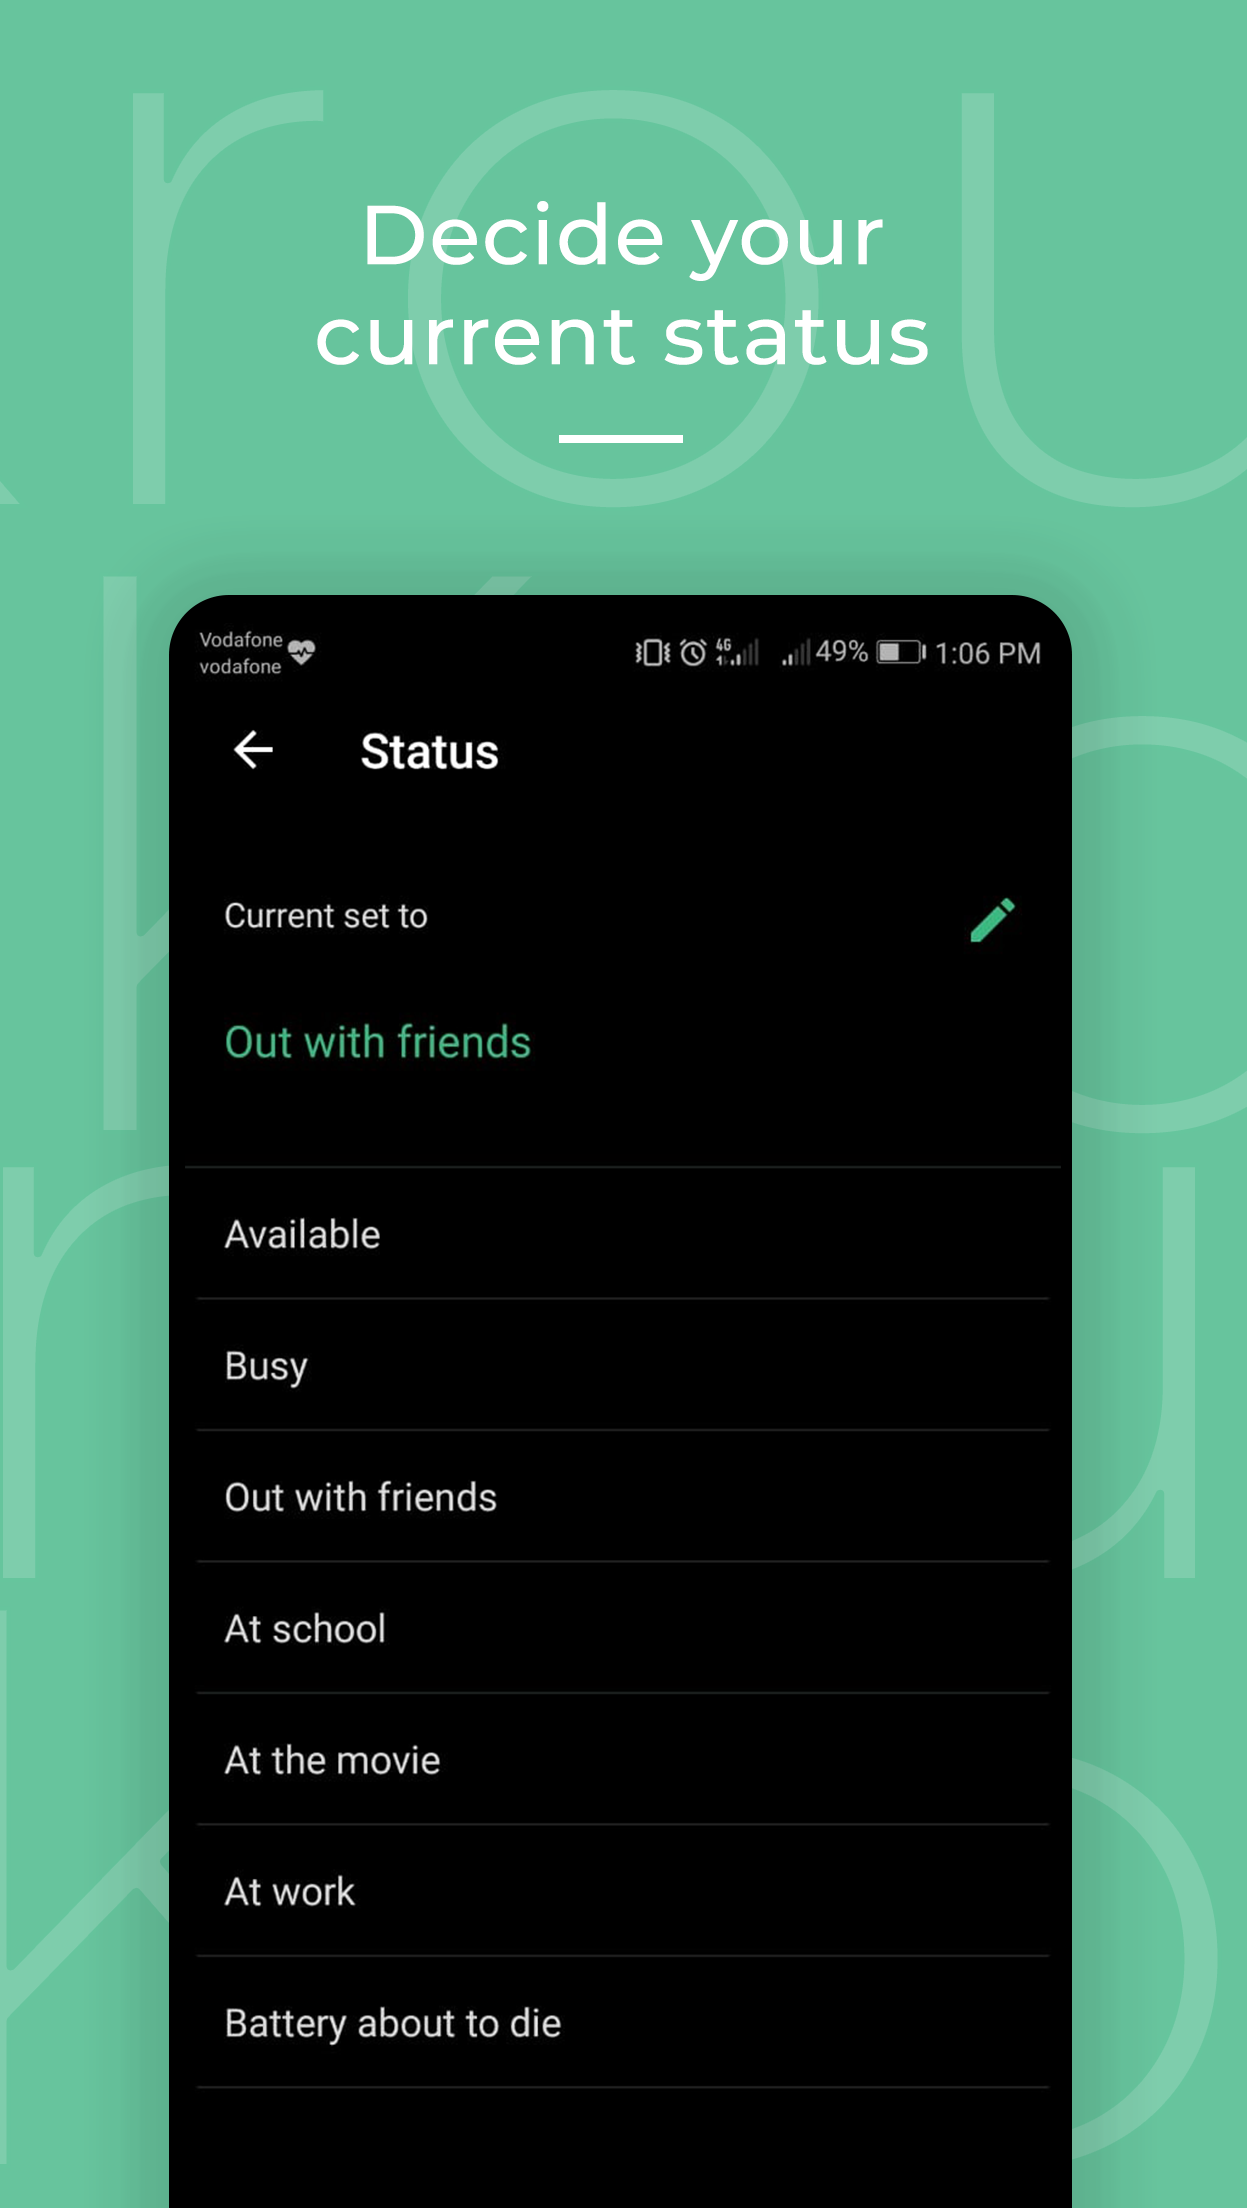 Decide your
current status
Vodafone
vodafone
4G
49%
1:06 PM
Status
Current set to
Out with friends
Available
Busy
Out with friends
At school
At the movie
At work
Battery about to die